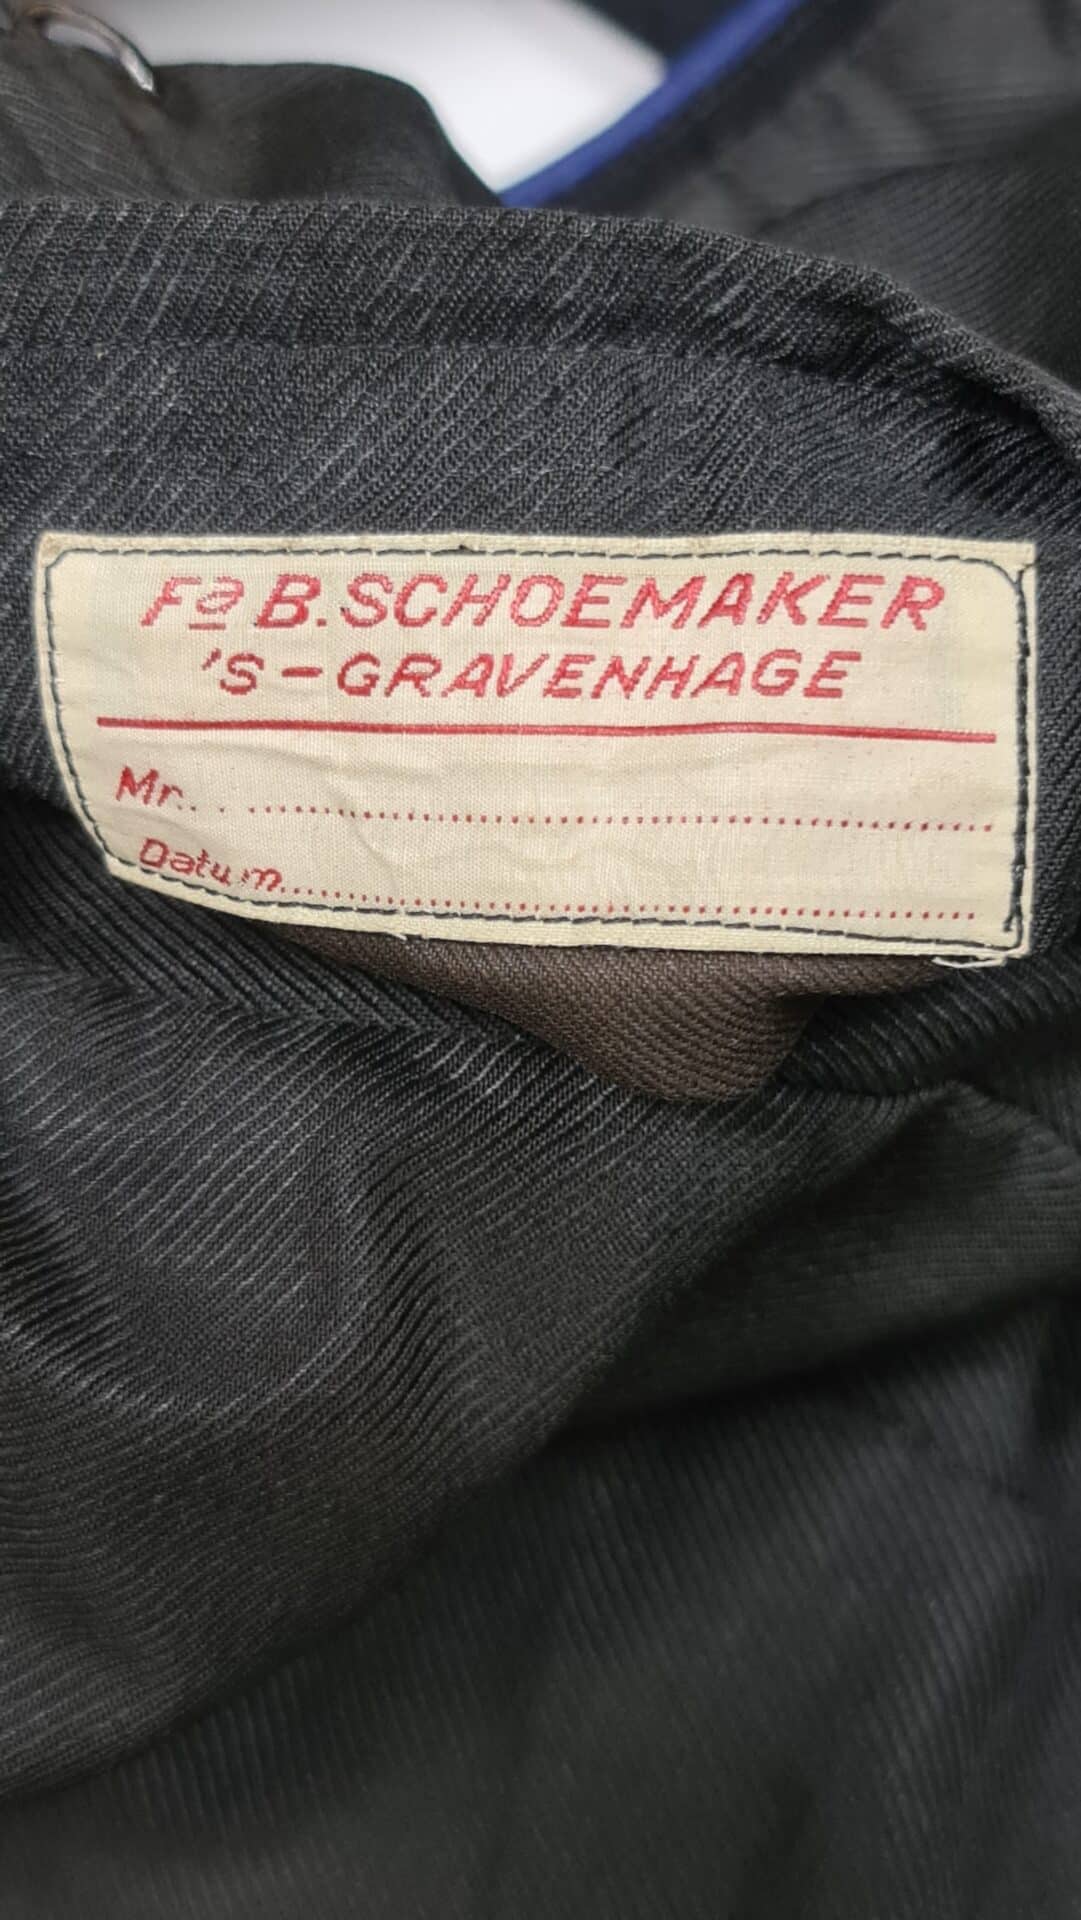 Fa B. SCHOEMAKER
's-GRAVENHAGE
Mr.
Datum